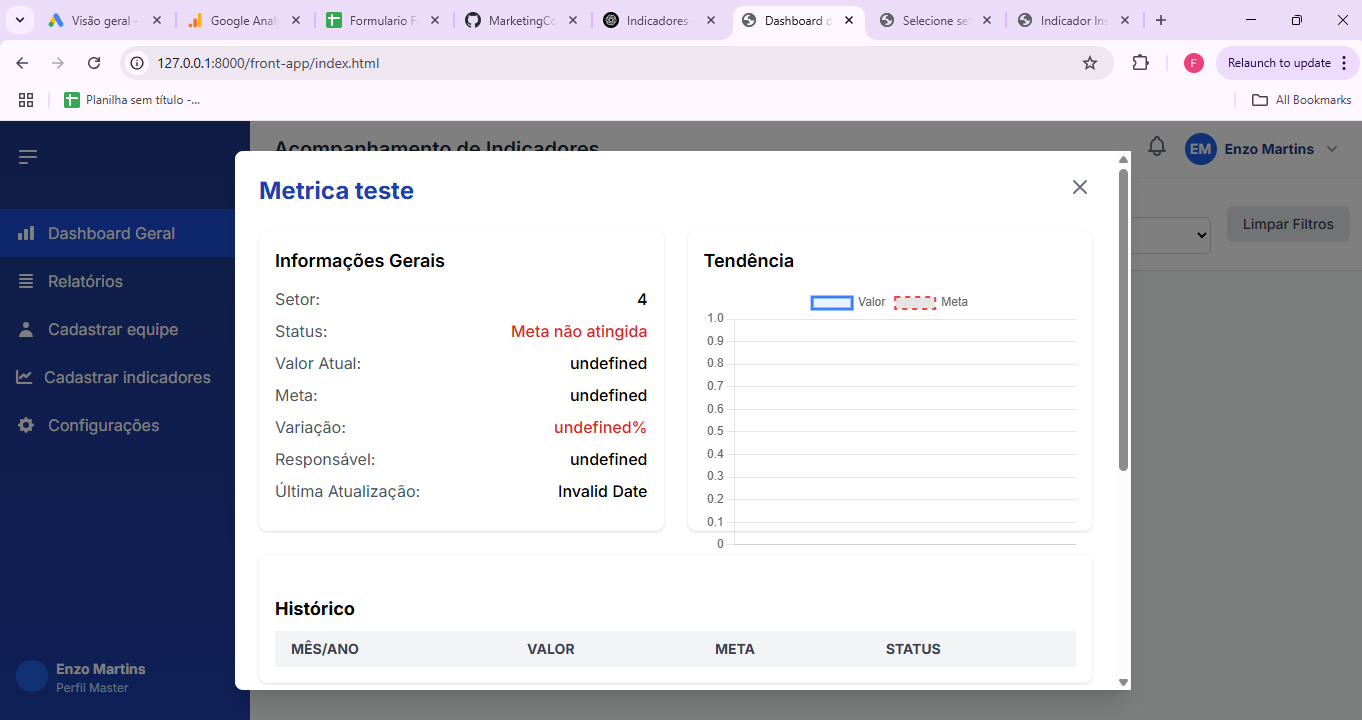 Visão geral -
Google Anal
Formulario F
MarketingCo
Indicadores
Dashboard d
Selecione se
Indicador Ins
127.0.0.1:8000/front-app/index.html
F
Relaunch to update
Planilha sem título -...
All Bookmarks
Acompanhamento de Indicadores
EM
Enzo Martins
Limpar Filtros
Dashboard Geral
Relatórios
Cadastrar equipe
Cadastrar indicadores
Configurações
Enzo Martins
Perfil Master
Metrica teste
Informações Gerais
Setor: 4
Status: Meta não atingida
Valor Atual: undefined
Meta: undefined
Variação: undefined%
Responsável: undefined
Última Atualização: Invalid Date
Tendência
Valor Meta
1.0
0.9
0.8
0.7
0.6
0.5
0.4
0.3
0.2
0.1
0
Histórico
MÊS/ANO VALOR META STATUS